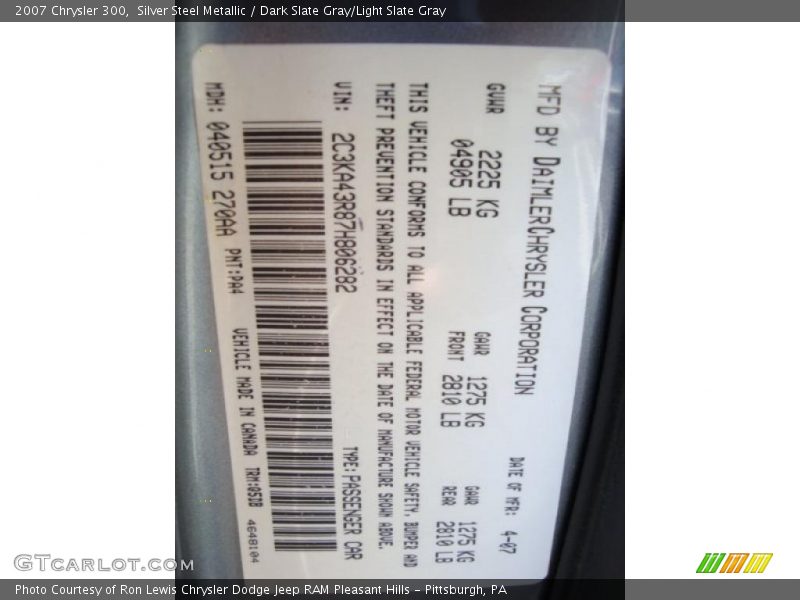 2007 Chrysler 300,  Silver Steel Metallic / Dark Slate Gray/Light Slate Gray
MFD BY DAIMLERCHRYSLER CORPORATION
DATE OF MFR: 4-07
GVWR
2225 KG
04905 LB
GAWR FRONT
1275 KG
2810 LB
GAWR REAR
1275 KG
2810 LB
THIS VEHICLE CONFORMS TO ALL APPLICABLE FEDERAL MOTOR VEHICLE SAFETY, BUMPER AND
THEFT PREVENTION STANDARDS IN EFFECT ON THE DATE OF MANUFACTURE SHOWN ABOVE.
VIN: 2C3KA43R87H806282
TYPE: PASSENGER CAR
MDH: 040515 270AA
PNT: PA4
VEHICLE MADE IN CANADA
TRM: Q5DB
4648104
GTCarLot.com
Photo Courtesy of Ron Lewis Chrysler Dodge Jeep RAM Pleasant Hills - Pittsburgh, PA